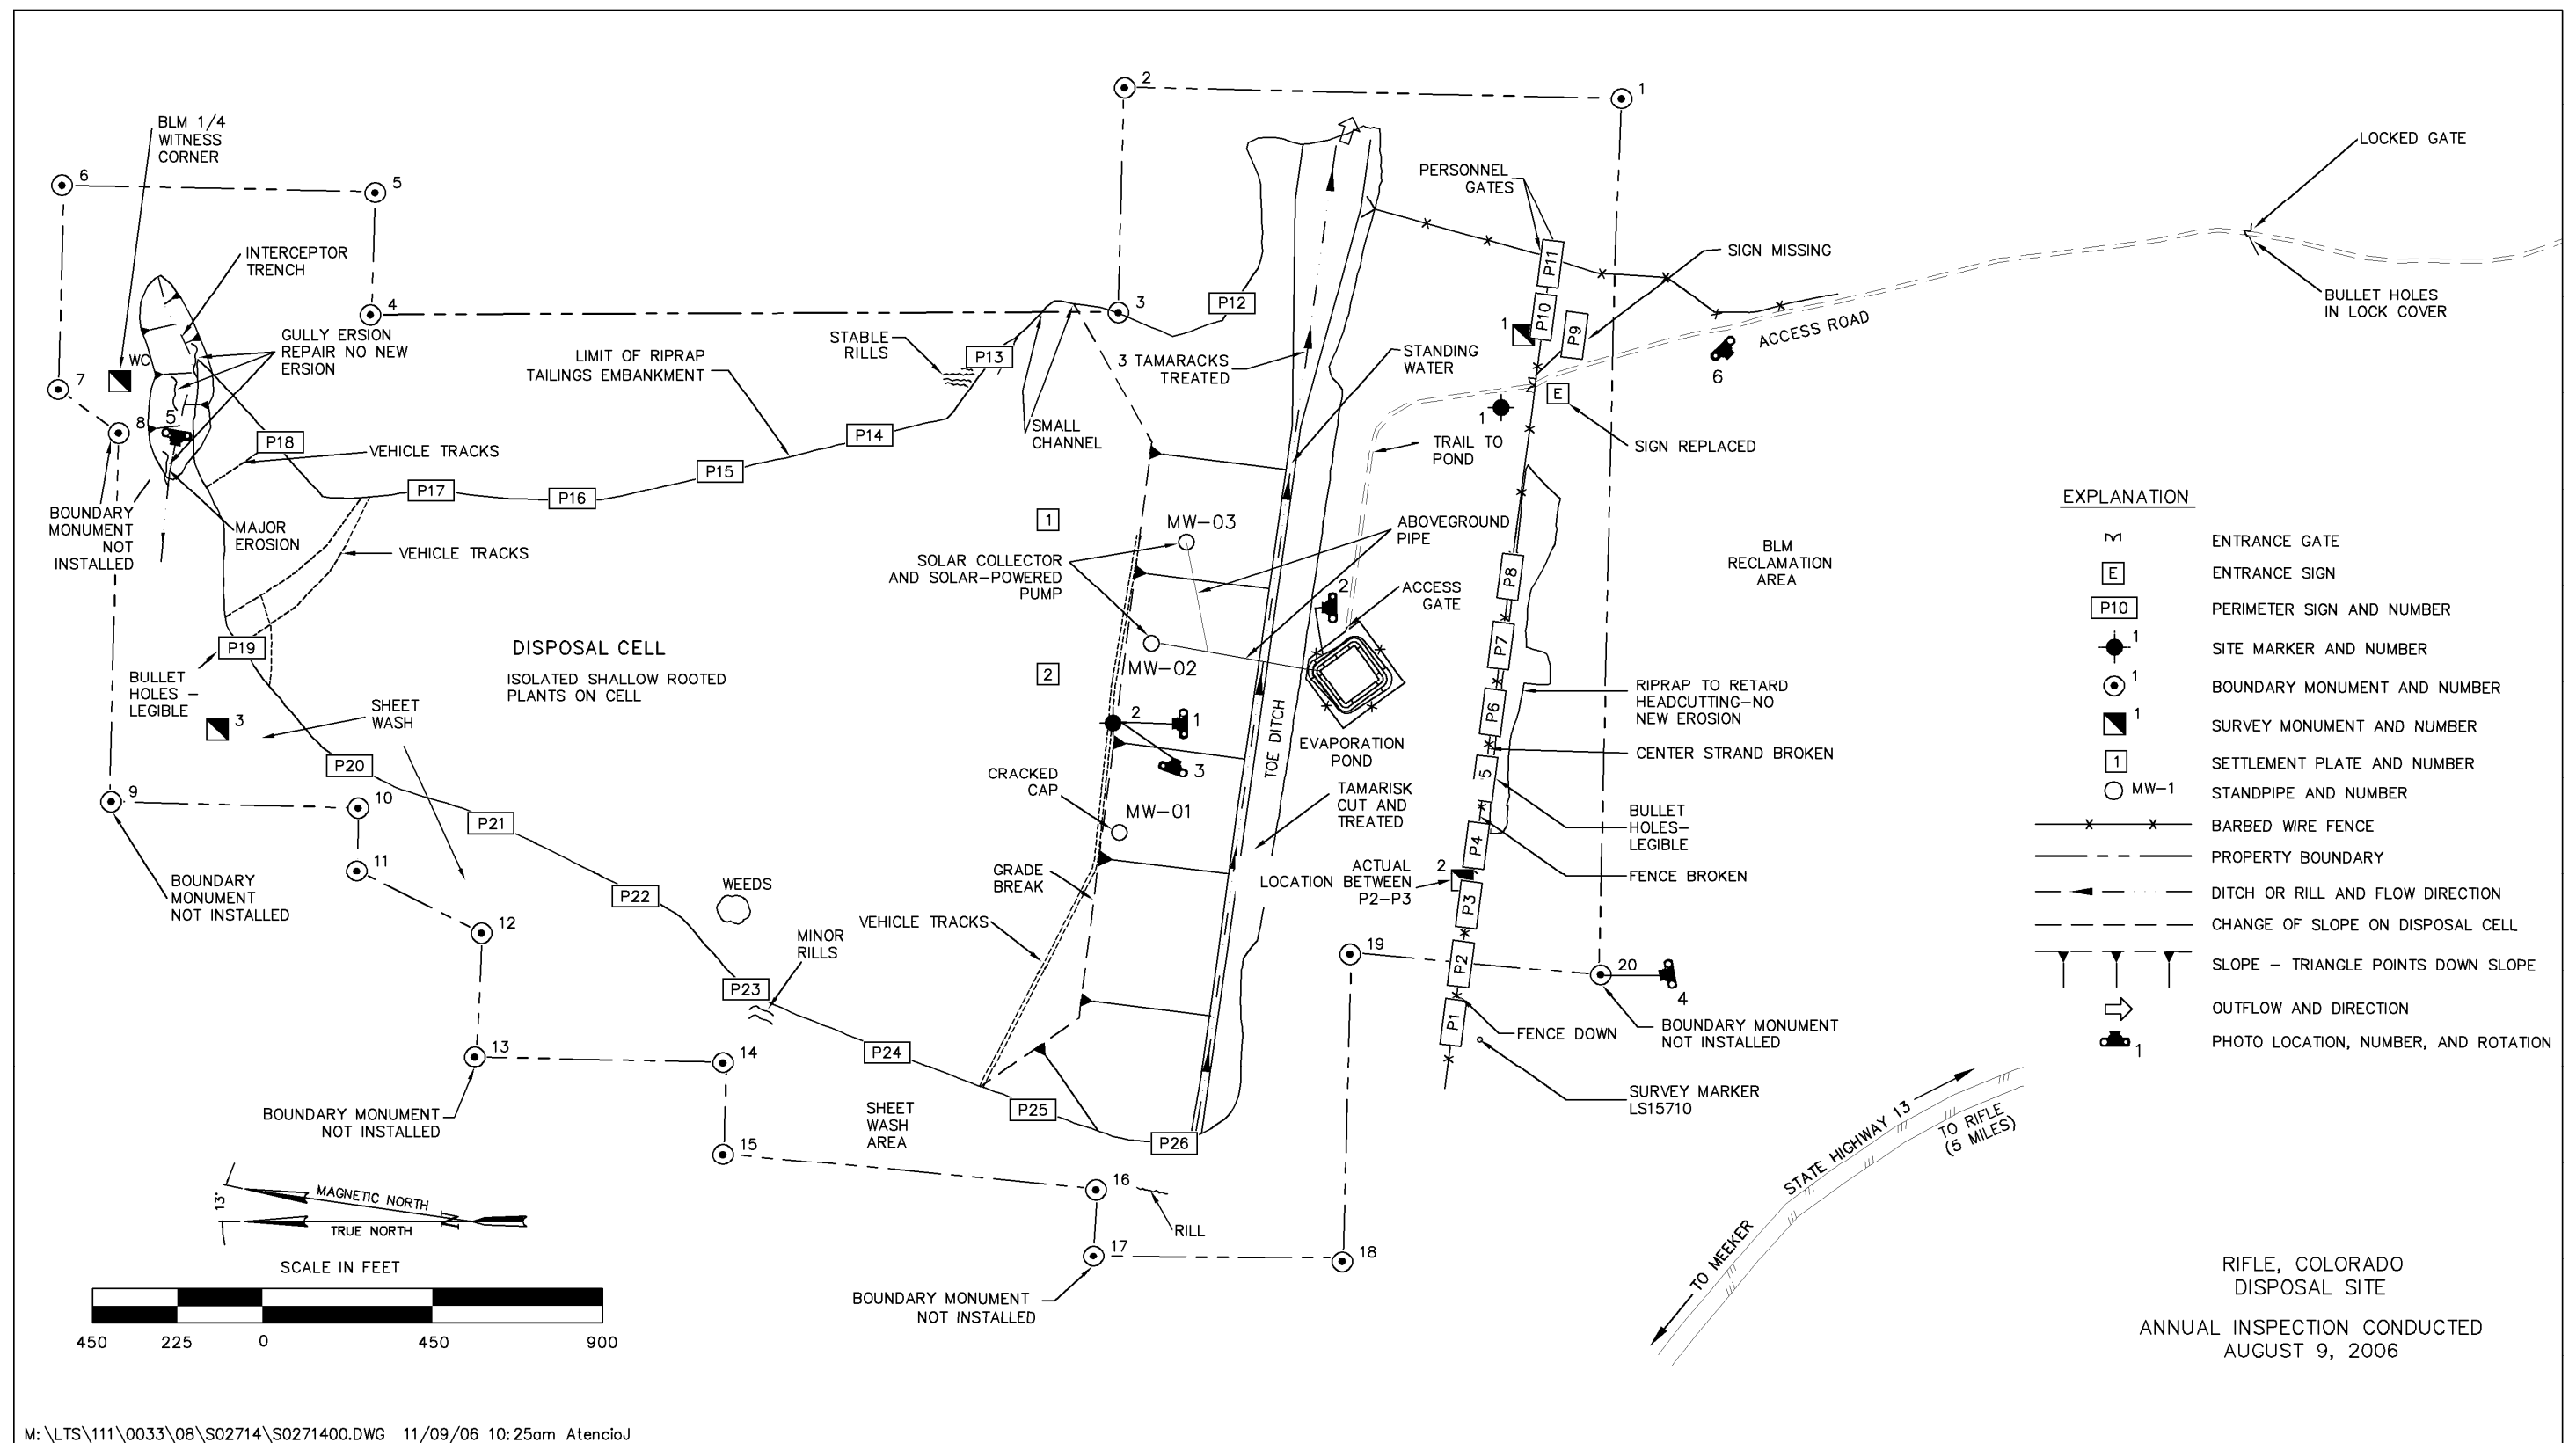 2
1
BLM 1/4
WITNESS
CORNER
LOCKED GATE
6
5
PERSONNEL
GATES
P11
SIGN MISSING
INTERCEPTOR
TRENCH
BULLET HOLES
IN LOCK COVER
4
3
P12
P10
1
P9
ACCESS ROAD
6
GULLY ERSION
REPAIR NO NEW
ERSION
STABLE
RILLS
P13
LIMIT OF RIPRAP
TAILINGS EMBANKMENT
3 TAMARACKS
TREATED
STANDING
WATER
WC
7
E
1
8
5
SMALL
CHANNEL
P18
P14
TRAIL TO
POND
SIGN REPLACED
VEHICLE TRACKS
P15
P17
P16
BOUNDARY
MONUMENT
NOT
INSTALLED
MAJOR
EROSION
VEHICLE TRACKS
1
MW-03
ABOVEGROUND
PIPE
SOLAR COLLECTOR
AND SOLAR-POWERED
PUMP
BLM
RECLAMATION
AREA
P8
2
ACCESS
GATE
P19
DISPOSAL CELL
ISOLATED SHALLOW ROOTED
PLANTS ON CELL
MW-02
2
P7
BULLET
HOLES -
LEGIBLE
3
SHEET
WASH
2
1
3
TOE DITCH
EVAPORATION
POND
P6
RIPRAP TO RETARD
HEADCUTTING-NO
NEW EROSION
CENTER STRAND BROKEN
P20
5
CRACKED
CAP
MW-01
TAMARISK
CUT AND
TREATED
9
10
P21
BULLET
HOLES-
LEGIBLE
P4
11
BOUNDARY
MONUMENT
NOT INSTALLED
P22
WEEDS
GRADE
BREAK
ACTUAL
LOCATION BETWEEN
P2-P3
2
P3
FENCE BROKEN
12
VEHICLE TRACKS
MINOR
RILLS
P23
19
P2
20
4
P1
FENCE DOWN
BOUNDARY MONUMENT
NOT INSTALLED
13
14
P24
BOUNDARY MONUMENT
NOT INSTALLED
P25
SHEET
WASH
AREA
P26
SURVEY MARKER
LS15710
15
16
RILL
17
18
BOUNDARY MONUMENT
NOT INSTALLED
STATE HIGHWAY 13
TO RIFLE
(5 MILES)
TO MEEKER
EXPLANATION
ENTRANCE GATE
E ENTRANCE SIGN
P10 PERIMETER SIGN AND NUMBER
1 SITE MARKER AND NUMBER
1 BOUNDARY MONUMENT AND NUMBER
1 SURVEY MONUMENT AND NUMBER
1 SETTLEMENT PLATE AND NUMBER
MW-1 STANDPIPE AND NUMBER
BARBED WIRE FENCE
PROPERTY BOUNDARY
DITCH OR RILL AND FLOW DIRECTION
CHANGE OF SLOPE ON DISPOSAL CELL
SLOPE - TRIANGLE POINTS DOWN SLOPE
OUTFLOW AND DIRECTION
1 PHOTO LOCATION, NUMBER, AND ROTATION
13°
MAGNETIC NORTH
TRUE NORTH
N
SCALE IN FEET
450 225 0 450 900
RIFLE, COLORADO
DISPOSAL SITE
ANNUAL INSPECTION CONDUCTED
AUGUST 9, 2006
M:\LTS\111\0033\08\S02714\S0271400.DWG 11/09/06 10:25am AtencioJ